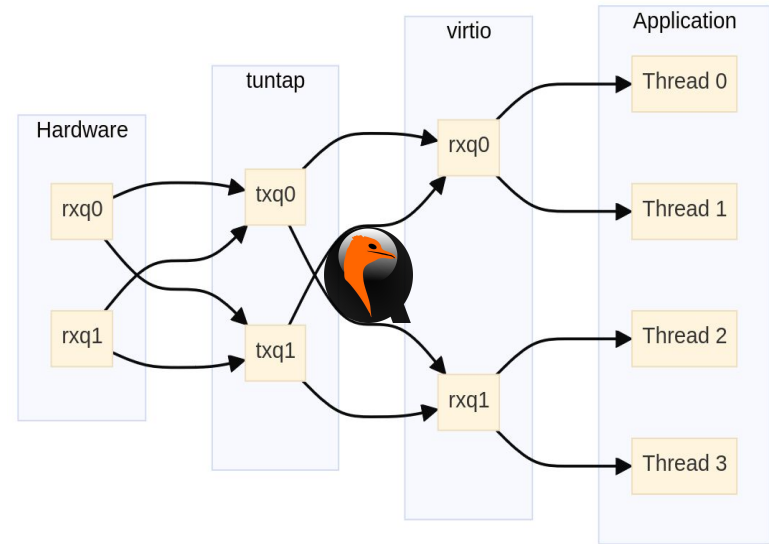 Hardware
rxq0
rxq1
tuntap
txq0
txq1
virtio
rxq0
rxq1
Application
Thread 0
Thread 1
Thread 2
Thread 3